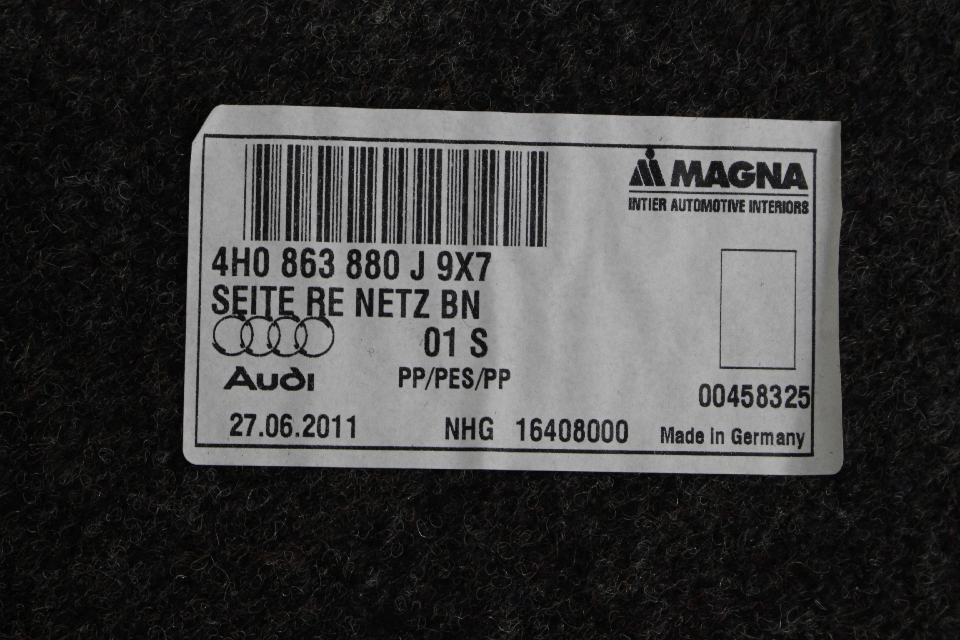 MAGNA
INTIER AUTOMOTIVE INTERIORS
4H0 863 880 J 9X7
SEITE RE NETZ BN
01 S
Audi
PP/PES/PP
00458325
27.06.2011 NHG 16408000 Made in Germany